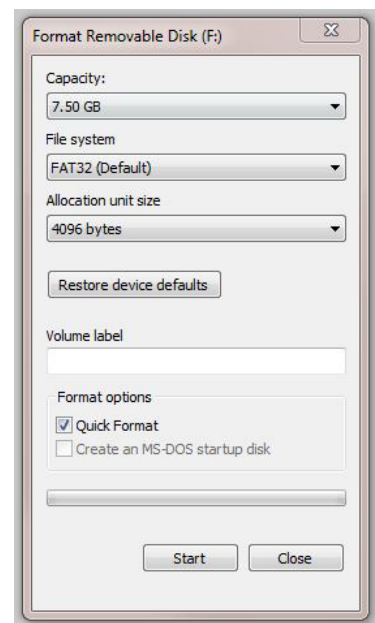 Format Removable Disk (F:)
Capacity:
7.50 GB
File system
FAT32 (Default)
Allocation unit size
4096 bytes
Restore device defaults
Volume label
Format options
Quick Format
Create an MS-DOS startup disk
Start Close